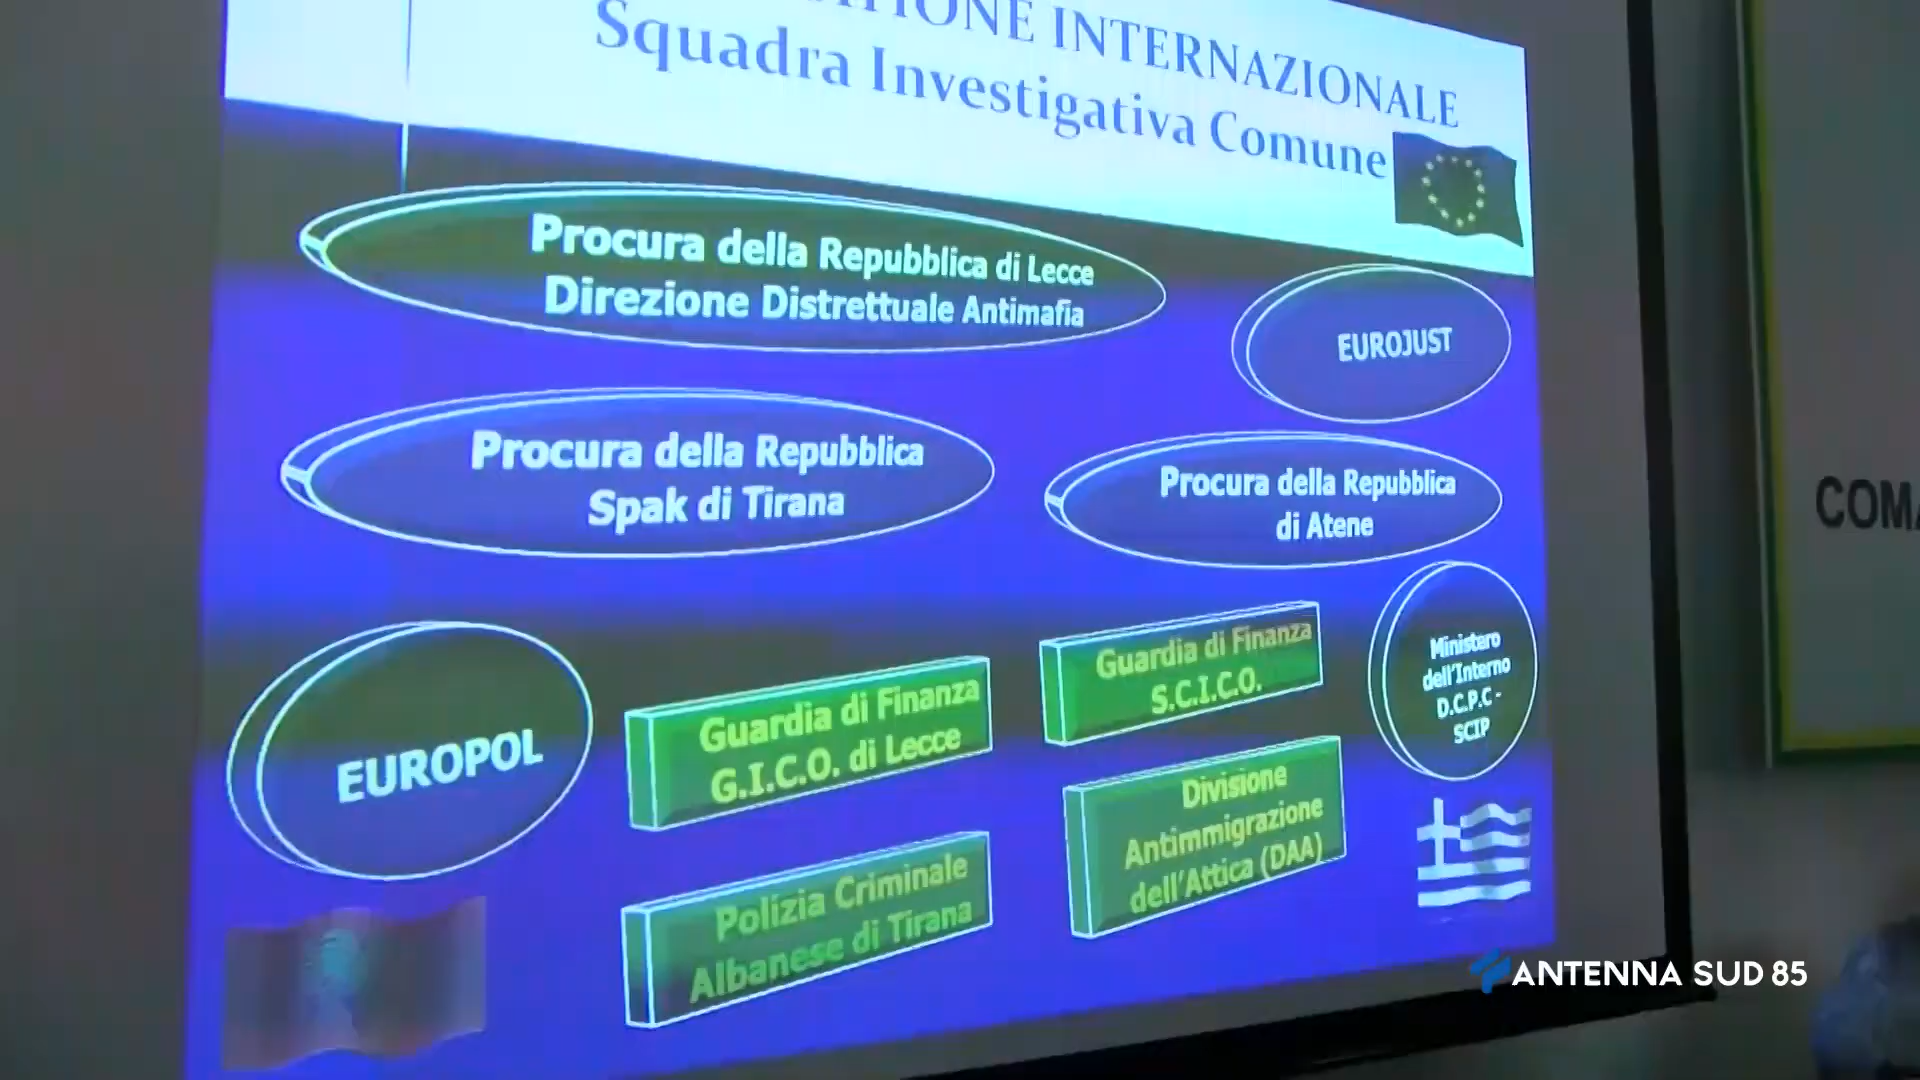 INTERNAZIONALE
Squadra Investigativa Comune
Procura della Repubblica di Lecce
Direzione Distrettuale Antimafia
EUROJUST
Procura della Repubblica
Spak di Tirana
Procura della Repubblica
di Atene
EUROPOL
Guardia di Finanza
G.I.C.O. di Lecce
Guardia di Finanza
S.C.I.C.O.
Ministero
dell'Interno
D.C.P.C -
SCIP
Polizia Criminale
Albanese di Tirana
Divisione
Antimmigrazione
dell'Attica (DAA)
ANTENNA SUD 85